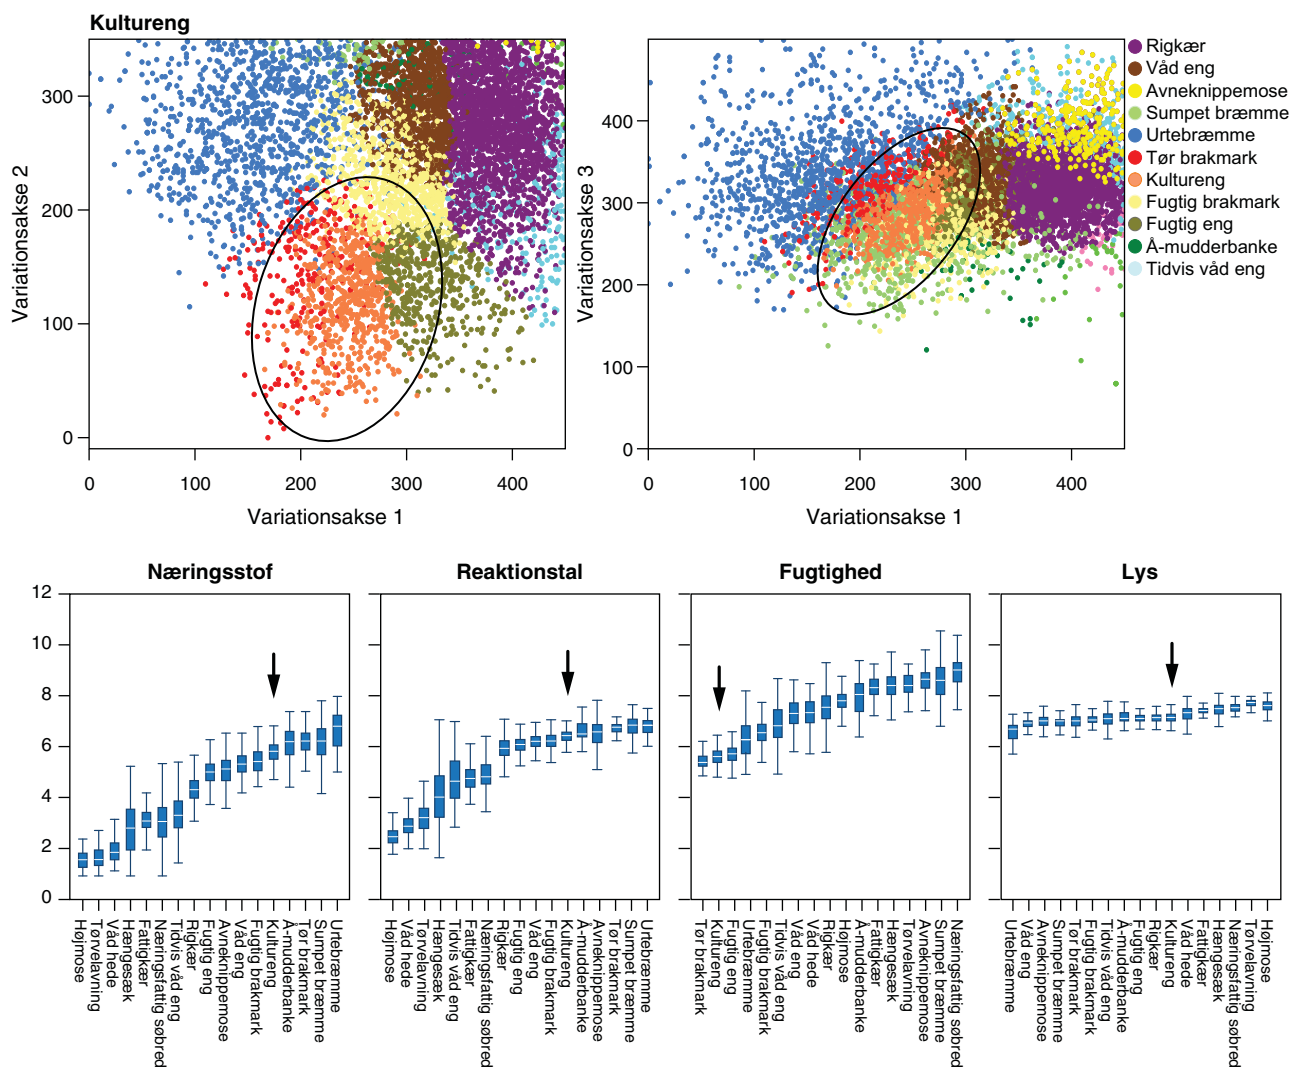 Kultureng
Variationsakse 2
300
200
100
0
0
100
200
300
400
Variationsakse 1
Variationsakse 3
400
300
200
100
0
0
100
200
300
400
Variationsakse 1
Rigkær
Våd eng
Avneknippemose
Sumpet bræmme
Urtebræmme
Tør brakmark
Kultureng
Fugtig brakmark
Fugtig eng
Å-mudderbanke
Tidvis våd eng
Næringsstof
12
10
8
6
4
2
0
Højmose
Tørvelavning
Våd hede
Hængesæk
Fattigkær
Næringsfattig søbred
Tidvis våd eng
Rigkær
Fugtig eng
Avneknippemose
Våd eng
Fugtig brakmark
Kultureng
Å-mudderbanke
Tør brakmark
Sumpet bræmme
Urtebræmme
Reaktionstal
Højmose
Våd hede
Tørvelavning
Hængesæk
Tidvis våd eng
Fattigkær
Næringsfattig søbred
Rigkær
Fugtig eng
Våd eng
Fugtig brakmark
Kultureng
Å-mudderbanke
Avneknippemose
Tør brakmark
Sumpet bræmme
Urtebræmme
Fugtighed
Tør brakmark
Kultureng
Fugtig eng
Urtebræmme
Fugtig brakmark
Tidvis våd eng
Våd eng
Våd hede
Rigkær
Højmose
Å-mudderbanke
Fattigkær
Hængesæk
Tørvelavning
Avneknippemose
Sumpet bræmme
Næringsfattig søbred
Lys
Urtebræmme
Våd eng
Avneknippemose
Sumpet bræmme
Tør brakmark
Fugtig brakmark
Tidvis våd eng
Å-mudderbanke
Fugtig eng
Rigkær
Kultureng
Våd hede
Fattigkær
Hængesæk
Næringsfattig søbred
Tørvelavning
Højmose